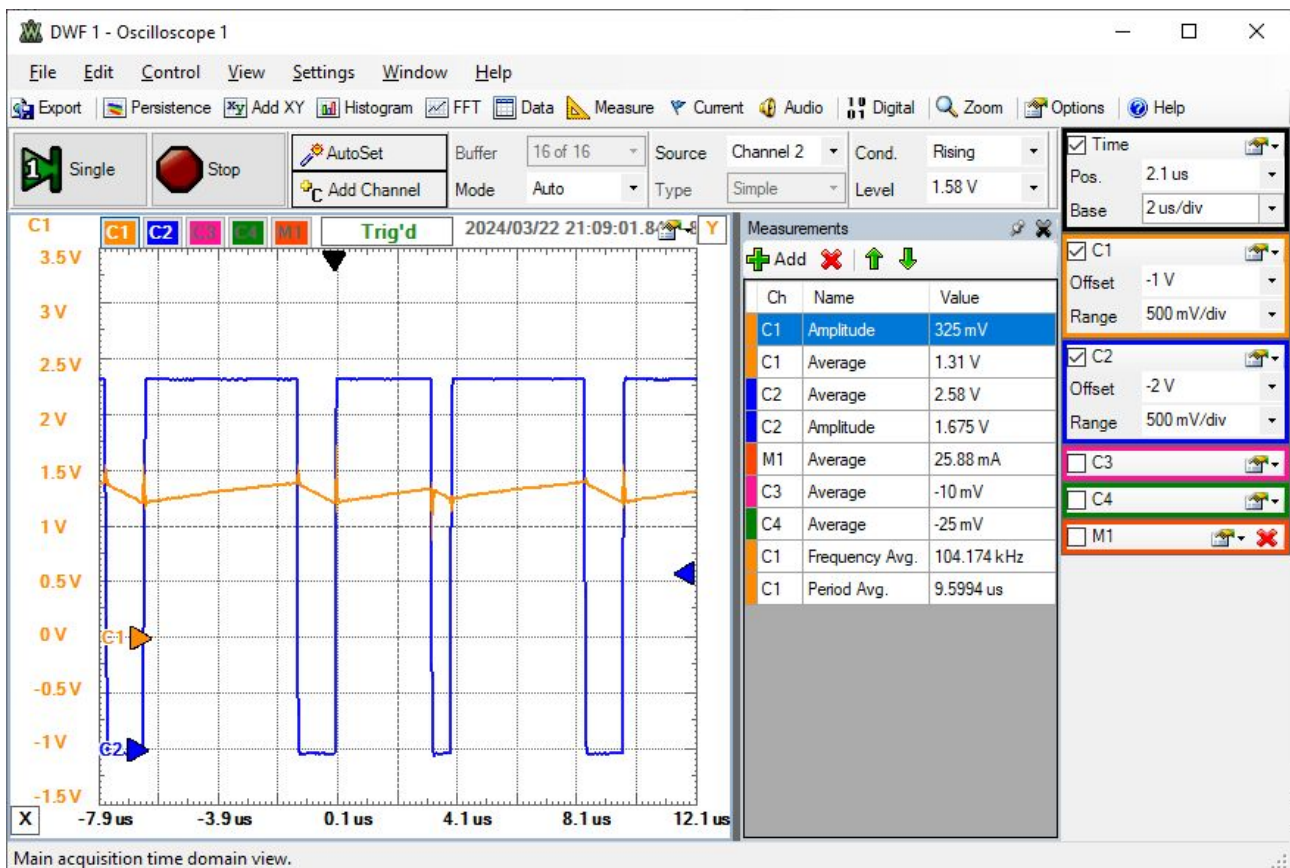 DWF 1 - Oscilloscope 1
File Edit Control View Settings Window Help
Export Persistence Add XY Histogram FFT Data Measure Current Audio Digital Zoom Options Help
Single Stop AutoSet Buffer 16 of 16 Source Channel 2 Cond. Rising
Add Channel Mode Auto Type Simple Level 1.58 V
Time
Pos. 2.1 us
Base 2 us/div
C1
Offset -1 V
Range 500 mV/div
C2
Offset -2 V
Range 500 mV/div
C3
C4
M1
C1 C1 C2 C3 C4 M1 Trig'd 2024/03/22 21:09:01.8 Y
3.5 V
3 V
2.5 V
2 V
1.5 V
1 V
0.5 V
0 V
-0.5 V
-1 V
-1.5 V
C1
C2
X -7.9 us -3.9 us 0.1 us 4.1 us 8.1 us 12.1 us
Measurements
Add
Ch Name Value
C1 Amplitude 325 mV
C1 Average 1.31 V
C2 Average 2.58 V
C2 Amplitude 1.675 V
M1 Average 25.88 mA
C3 Average -10 mV
C4 Average -25 mV
C1 Frequency Avg. 104.174 kHz
C1 Period Avg. 9.5994 us
Main acquisition time domain view.